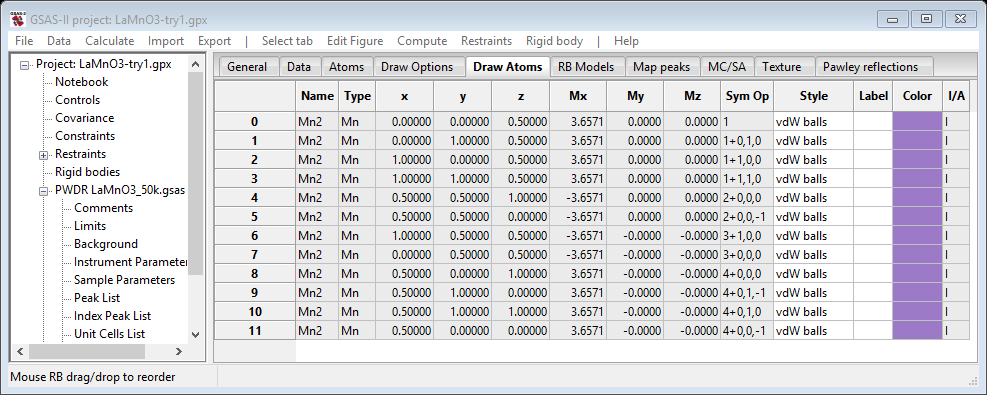 GSAS-II project: LaMnO3-try1.gpx
File Data Calculate Import Export | Select tab Edit Figure Compute Restraints Rigid body | Help
Project: LaMnO3-try1.gpx
Notebook
Controls
Covariance
Constraints
Restraints
Rigid bodies
PWDR LaMnO3_50k.gsas
Comments
Limits
Background
Instrument Parameter
Sample Parameters
Peak List
Index Peak List
Unit Cells List
General Data Atoms Draw Options Draw Atoms RB Models Map peaks MC/SA Texture Pawley reflections
Name Type x y z Mx My Mz Sym Op Style Label Color I/A
0 Mn2 Mn 0.00000 0.00000 0.50000 3.6571 0.0000 0.0000 1 vdW balls I
1 Mn2 Mn 0.00000 1.00000 0.50000 3.6571 0.0000 0.0000 1+0,1,0 vdW balls I
2 Mn2 Mn 1.00000 0.00000 0.50000 3.6571 0.0000 0.0000 1+1,0,0 vdW balls I
3 Mn2 Mn 1.00000 1.00000 0.50000 3.6571 0.0000 0.0000 1+1,1,0 vdW balls I
4 Mn2 Mn 0.50000 0.50000 1.00000 -3.6571 0.0000 0.0000 2+0,0,0 vdW balls I
5 Mn2 Mn 0.50000 0.50000 0.00000 -3.6571 0.0000 0.0000 2+0,0,-1 vdW balls I
6 Mn2 Mn 1.00000 0.50000 0.50000 -3.6571 -0.0000 -0.0000 3+1,0,0 vdW balls I
7 Mn2 Mn 0.00000 0.50000 0.50000 -3.6571 -0.0000 -0.0000 3+0,0,0 vdW balls I
8 Mn2 Mn 0.50000 0.00000 1.00000 3.6571 -0.0000 -0.0000 4+0,0,0 vdW balls I
9 Mn2 Mn 0.50000 1.00000 0.00000 3.6571 -0.0000 -0.0000 4+0,1,-1 vdW balls I
10 Mn2 Mn 0.50000 1.00000 1.00000 3.6571 -0.0000 -0.0000 4+0,1,0 vdW balls I
11 Mn2 Mn 0.50000 0.00000 0.00000 3.6571 -0.0000 -0.0000 4+0,0,-1 vdW balls I
Mouse RB drag/drop to reorder